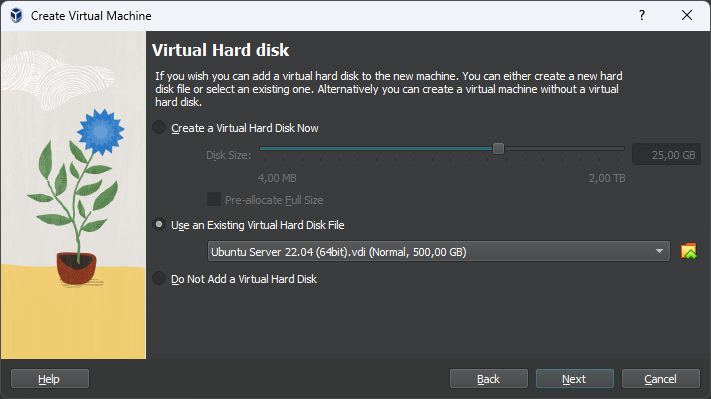 Create Virtual Machine
?
Virtual Hard disk
If you wish you can add a virtual hard disk to the new machine. You can either create a new hard
disk file or select an existing one. Alternatively you can create a virtual machine without a virtual
hard disk.
Create a Virtual Hard Disk Now
Disk Size:
25,00 GB
4,00 MB
2,00 TB
Pre-allocate Full Size
Use an Existing Virtual Hard Disk File
Ubuntu Server 22.04 (64bit).vdi (Normal, 500,00 GB)
Do Not Add a Virtual Hard Disk
Help
Back
Next
Cancel